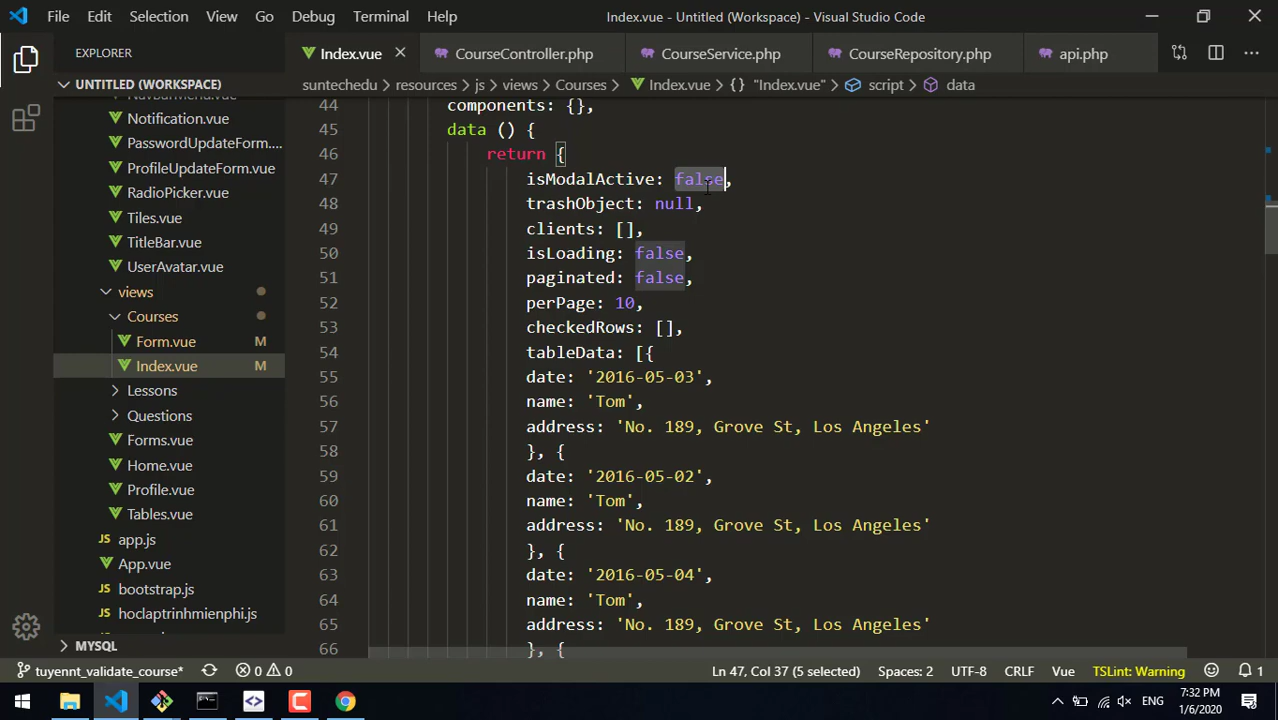 File Edit Selection View Go Debug Terminal Help Index.vue - Untitled (Workspace) - Visual Studio Code
EXPLORER
Index.vue CourseController.php CourseService.php CourseRepository.php api.php
UNTITLED (WORKSPACE)
suntechedu > resources > js > views > Courses > Index.vue > {} "Index.vue" > script > data
NavBarMenu.vue
Notification.vue
PasswordUpdateForm....
ProfileUpdateForm.vue
RadioPicker.vue
Tiles.vue
TitleBar.vue
UserAvatar.vue
views
Courses
Form.vue M
Index.vue M
Lessons
Questions
Forms.vue
Home.vue
Profile.vue
Tables.vue
app.js
App.vue
bootstrap.js
hoclaptrinhmienphi.js
MYSQL
44 components: {},
45 data () {
46 return {
47 isModalActive: false,
48 trashObject: null,
49 clients: [],
50 isLoading: false,
51 paginated: false,
52 perPage: 10,
53 checkedRows: [],
54 tableData: [{
55 date: '2016-05-03',
56 name: 'Tom',
57 address: 'No. 189, Grove St, Los Angeles'
58 }, {
59 date: '2016-05-02',
60 name: 'Tom',
61 address: 'No. 189, Grove St, Los Angeles'
62 }, {
63 date: '2016-05-04',
64 name: 'Tom',
65 address: 'No. 189, Grove St, Los Angeles'
66 }, {
tuyennt_validate_course* 0 0 Ln 47, Col 37 (5 selected) Spaces: 2 UTF-8 CRLF Vue TSLint: Warning 1
ENG 7:32 PM
1/6/2020